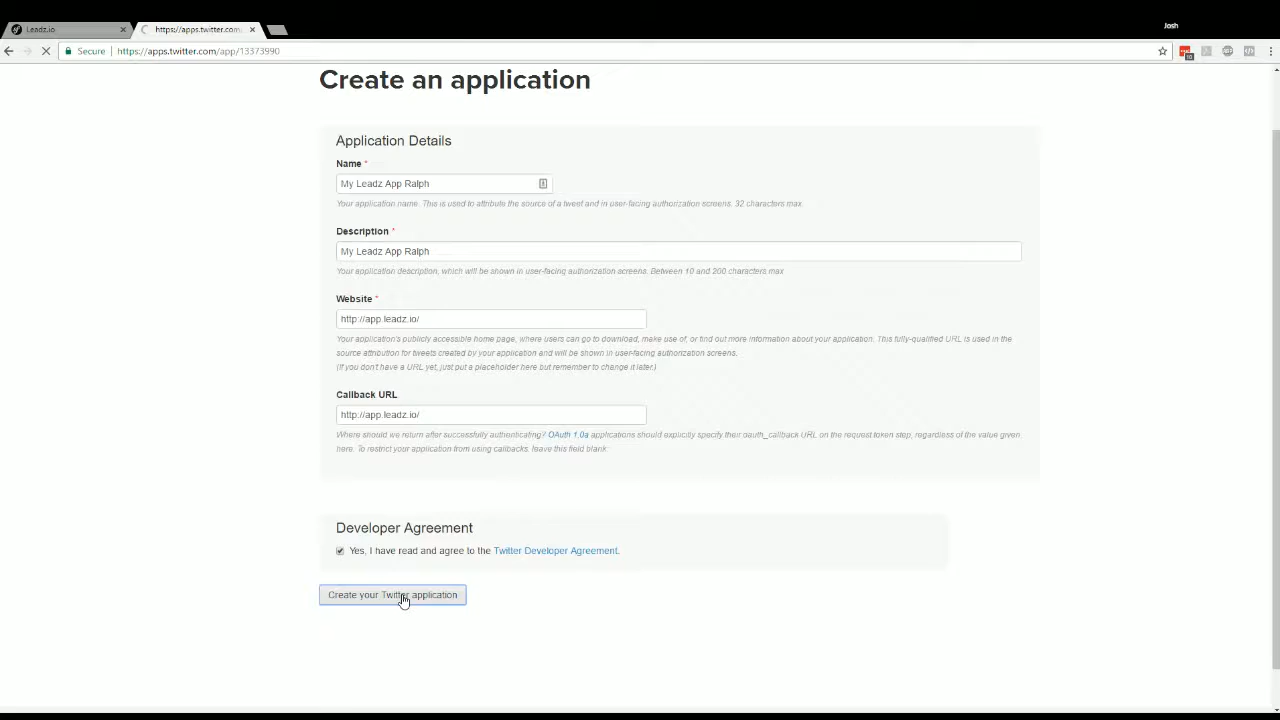 Josh
Leadz.io
https://apps.twitter.com
Secure
https://apps.twitter.com/app/13373990
Create an application
Application Details
Name *
My Leadz App Ralph
Your application name. This is used to attribute the source of a tweet and in user-facing authorization screens. 32 characters max.
Description *
My Leadz App Ralph
Your application description, which will be shown in user-facing authorization screens. Between 10 and 200 characters max.
Website *
http://app.leadz.io/
Your application's publicly accessible home page, where users can go to download, make use of, or find out more information about your application. This fully-qualified URL is used in the
source attribution for tweets created by your application and will be shown in user-facing authorization screens.
(If you don't have a URL yet, just put a placeholder here but remember to change it later.)
Callback URL
http://app.leadz.io/
Where should we return after successfully authenticating? OAuth 1.0a applications should explicitly specify their oauth_callback URL on the request token step, regardless of the value given
here. To restrict your application from using callbacks, leave this field blank.
Developer Agreement
Yes, I have read and agree to the Twitter Developer Agreement.
Create your Twitter application